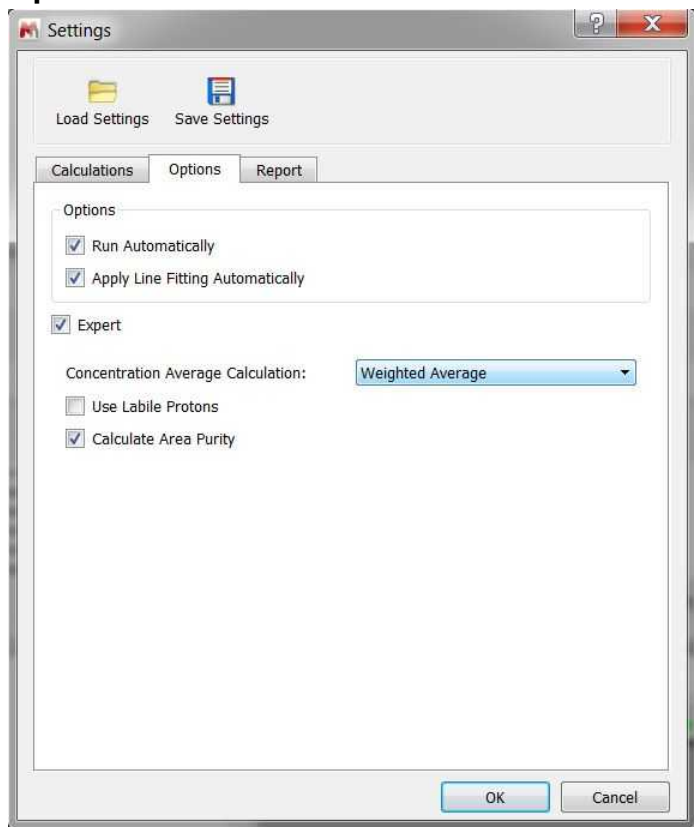 Settings
Load Settings Save Settings
Calculations Options Report
Options
Run Automatically
Apply Line Fitting Automatically
Expert
Concentration Average Calculation: Weighted Average
Use Labile Protons
Calculate Area Purity
OK Cancel